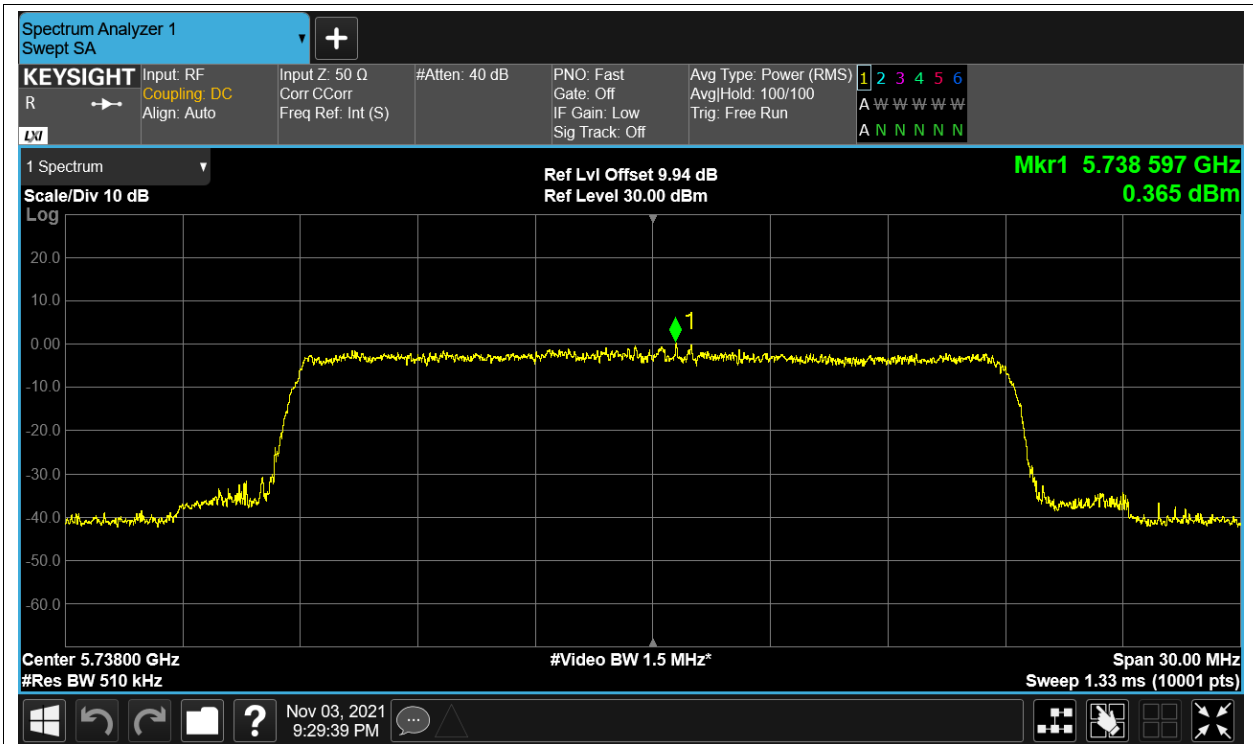 Spectrum Analyzer 1
Swept SA
KEYSIGHT
R
LXI
Input: RF
Coupling: DC
Align: Auto
Input Z: 50 Ω
Corr CCorr
Freq Ref: Int (S)
#Atten: 40 dB
PNO: Fast
Gate: Off
IF Gain: Low
Sig Track: Off
Avg Type: Power (RMS)
Avg|Hold: 100/100
Trig: Free Run
1 2 3 4 5 6
A W W W W W
A N N N N N
1 Spectrum
Scale/Div 10 dB
Log
Ref Lvl Offset 9.94 dB
Ref Level 30.00 dBm
Mkr1 5.738 597 GHz
0.365 dBm
20.0
10.0
1
0.00
-10.0
-20.0
-30.0
-40.0
-50.0
-60.0
Center 5.73800 GHz
#Res BW 510 kHz
#Video BW 1.5 MHz*
Span 30.00 MHz
Sweep 1.33 ms (10001 pts)
?
Nov 03, 2021
9:29:39 PM